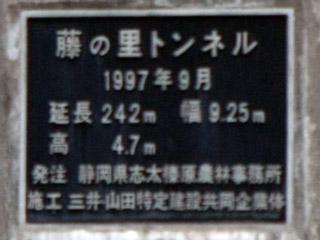 藤の里トンネル
1997年9月
延長 242m 幅 9.25m
高 4.7m
発注 静岡県志太榛原農林事務所
施工 三井・山田特定建設共同企業体